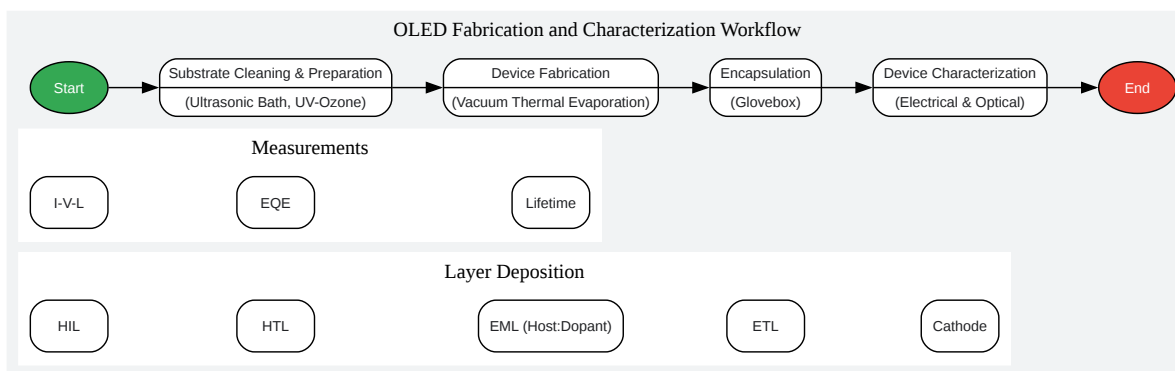 OLED Fabrication and Characterization Workflow
Start
Substrate Cleaning & Preparation
(Ultrasonic Bath, UV-Ozone)
Device Fabrication
(Vacuum Thermal Evaporation)
Encapsulation
(Glovebox)
Device Characterization
(Electrical & Optical)
End
Measurements
I-V-L
EQE
Lifetime
Layer Deposition
HIL
HTL
EML (Host:Dopant)
ETL
Cathode